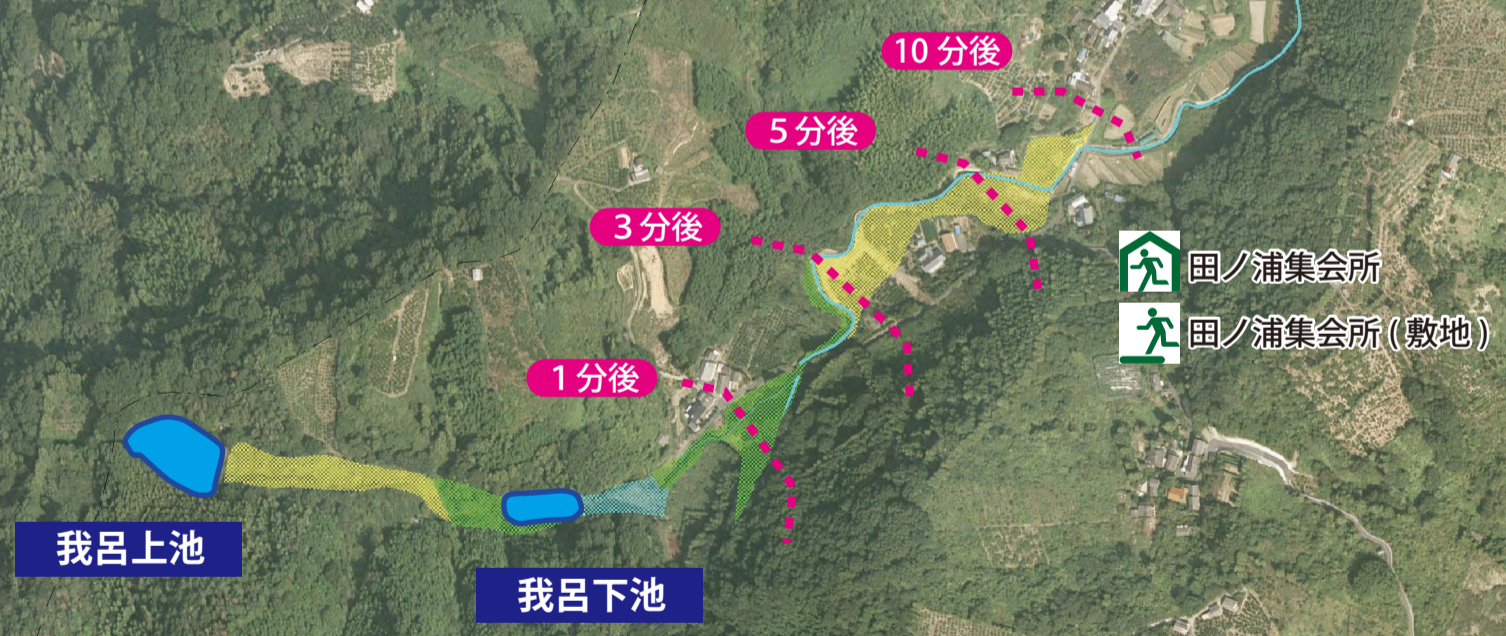 10 分後
5 分後
3 分後
田ノ浦集会所
田ノ浦集会所 ( 敷地 )
1 分後
我呂上池
我呂下池